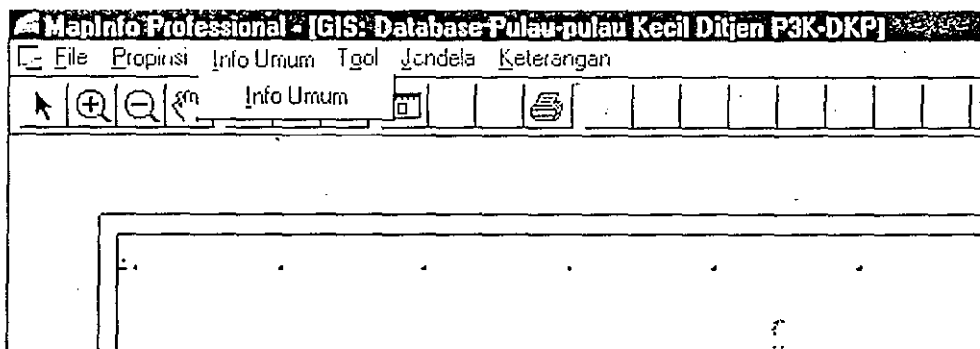 MapInfo Professional - [GIS: Database-Pulau-pulau Kecil Ditjen P3K-DKP]
File Propinsi Info Umum Tool Jendela Keterangan
Info Umum